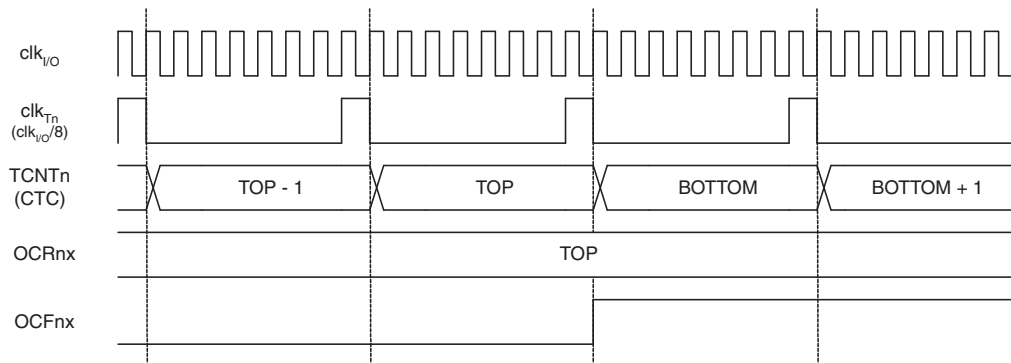 clkI/O
clkTn
(clkI/O/8)
TCNTn
(CTC)
TOP - 1
TOP
BOTTOM
BOTTOM + 1
OCRnx
TOP
OCFnx